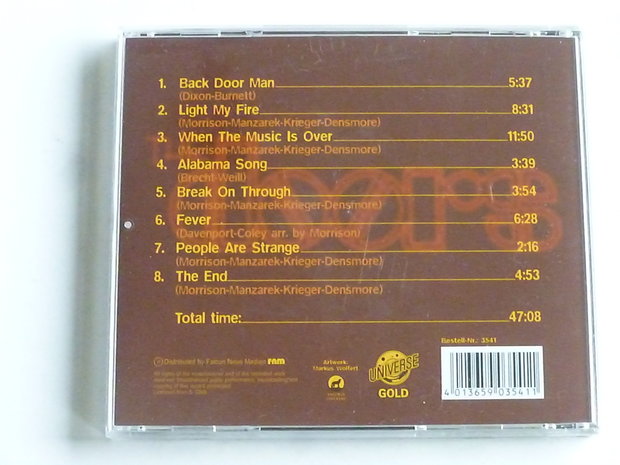 1. Back Door Man 5:37
(Dixon-Burnett)
2. Light My Fire 8:31
(Morrison-Manzarek-Krieger-Densmore)
3. When The Music Is Over 11:50
(Morrison-Manzarek-Krieger-Densmore)
4. Alabama Song 3:39
(Brecht-Weill)
5. Break On Through 3:54
(Morrison-Manzarek-Krieger-Densmore)
6. Fever 6:28
(Davenport-Coley arr. by Morrison)
7. People Are Strange 2:16
(Morrison-Manzarek-Krieger-Densmore)
8. The End 4:53
(Morrison-Manzarek-Krieger-Densmore)
Total time: 47:08
Bestell-Nr.: 3541
Distributed by Falcon Neue Medien FNM
Artwork:
Markus Wolfert
UNIVERSE
GOLD
4 013659 035411